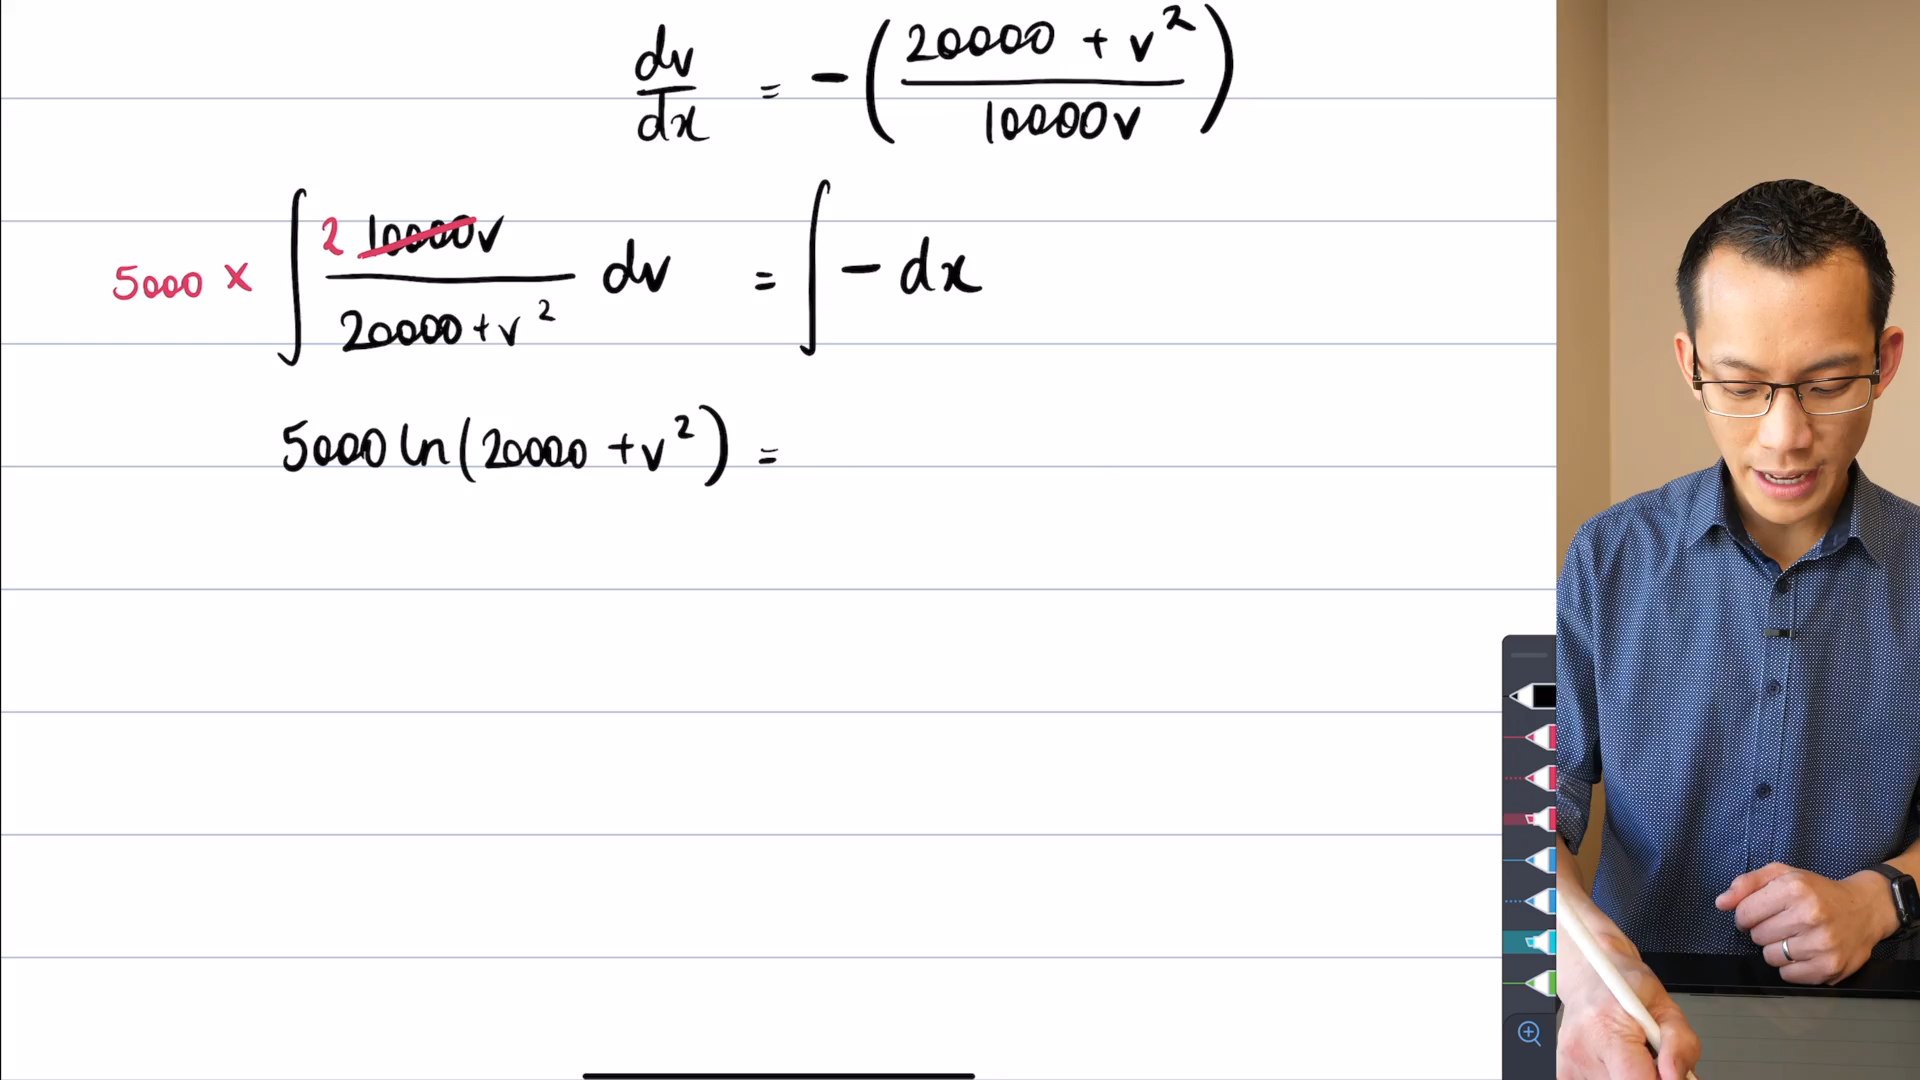 dv/dx = -(20000 + v²/10000v)
5000 × ∫ 2 10000v/20000+v² dv = ∫ - dx
5000 ln(20000 + v²) =